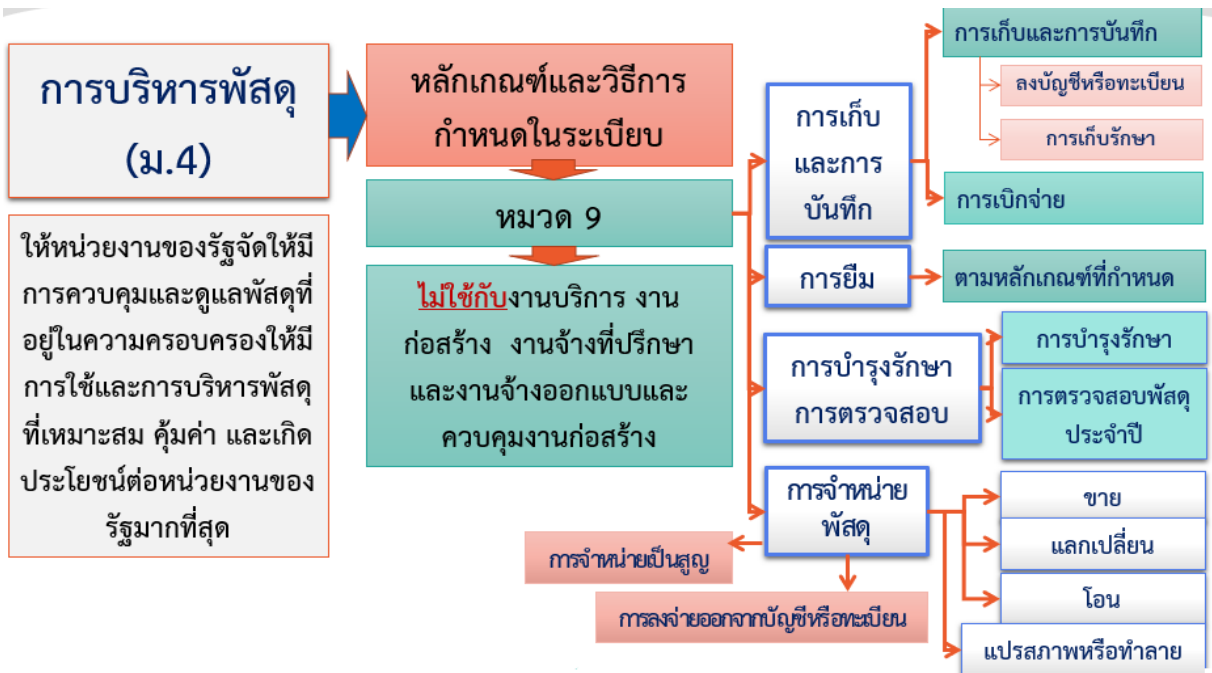 การบริหารพัสดุ
(ม.4)
ให้หน่วยงานของรัฐจัดให้มี
การควบคุมและดูแลพัสดุที่
อยู่ในความครอบครองให้มี
การใช้และการบริหารพัสดุ
ที่เหมาะสม คุ้มค่า และเกิด
ประโยชน์ต่อหน่วยงานของ
รัฐมากที่สุด
หลักเกณฑ์และวิธีการ
กำหนดในระเบียบ
หมวด 9
ไม่ใช้กับงานบริการ งาน
ก่อสร้าง งานจ้างที่ปรึกษา
และงานจ้างออกแบบและ
ควบคุมงานก่อสร้าง
การเก็บ
และการ
บันทึก
การเก็บและการบันทึก
ลงบัญชีหรือทะเบียน
การเก็บรักษา
การเบิกจ่าย
การยืม
ตามหลักเกณฑ์ที่กำหนด
การบำรุงรักษา
การตรวจสอบ
การบำรุงรักษา
การตรวจสอบพัสดุ
ประจำปี
การจำหน่าย
พัสดุ
ขาย
แลกเปลี่ยน
โอน
แปรสภาพหรือทำลาย
การจำหน่ายเป็นสูญ
การลงจ่ายออกจากบัญชีหรือทะเบียน